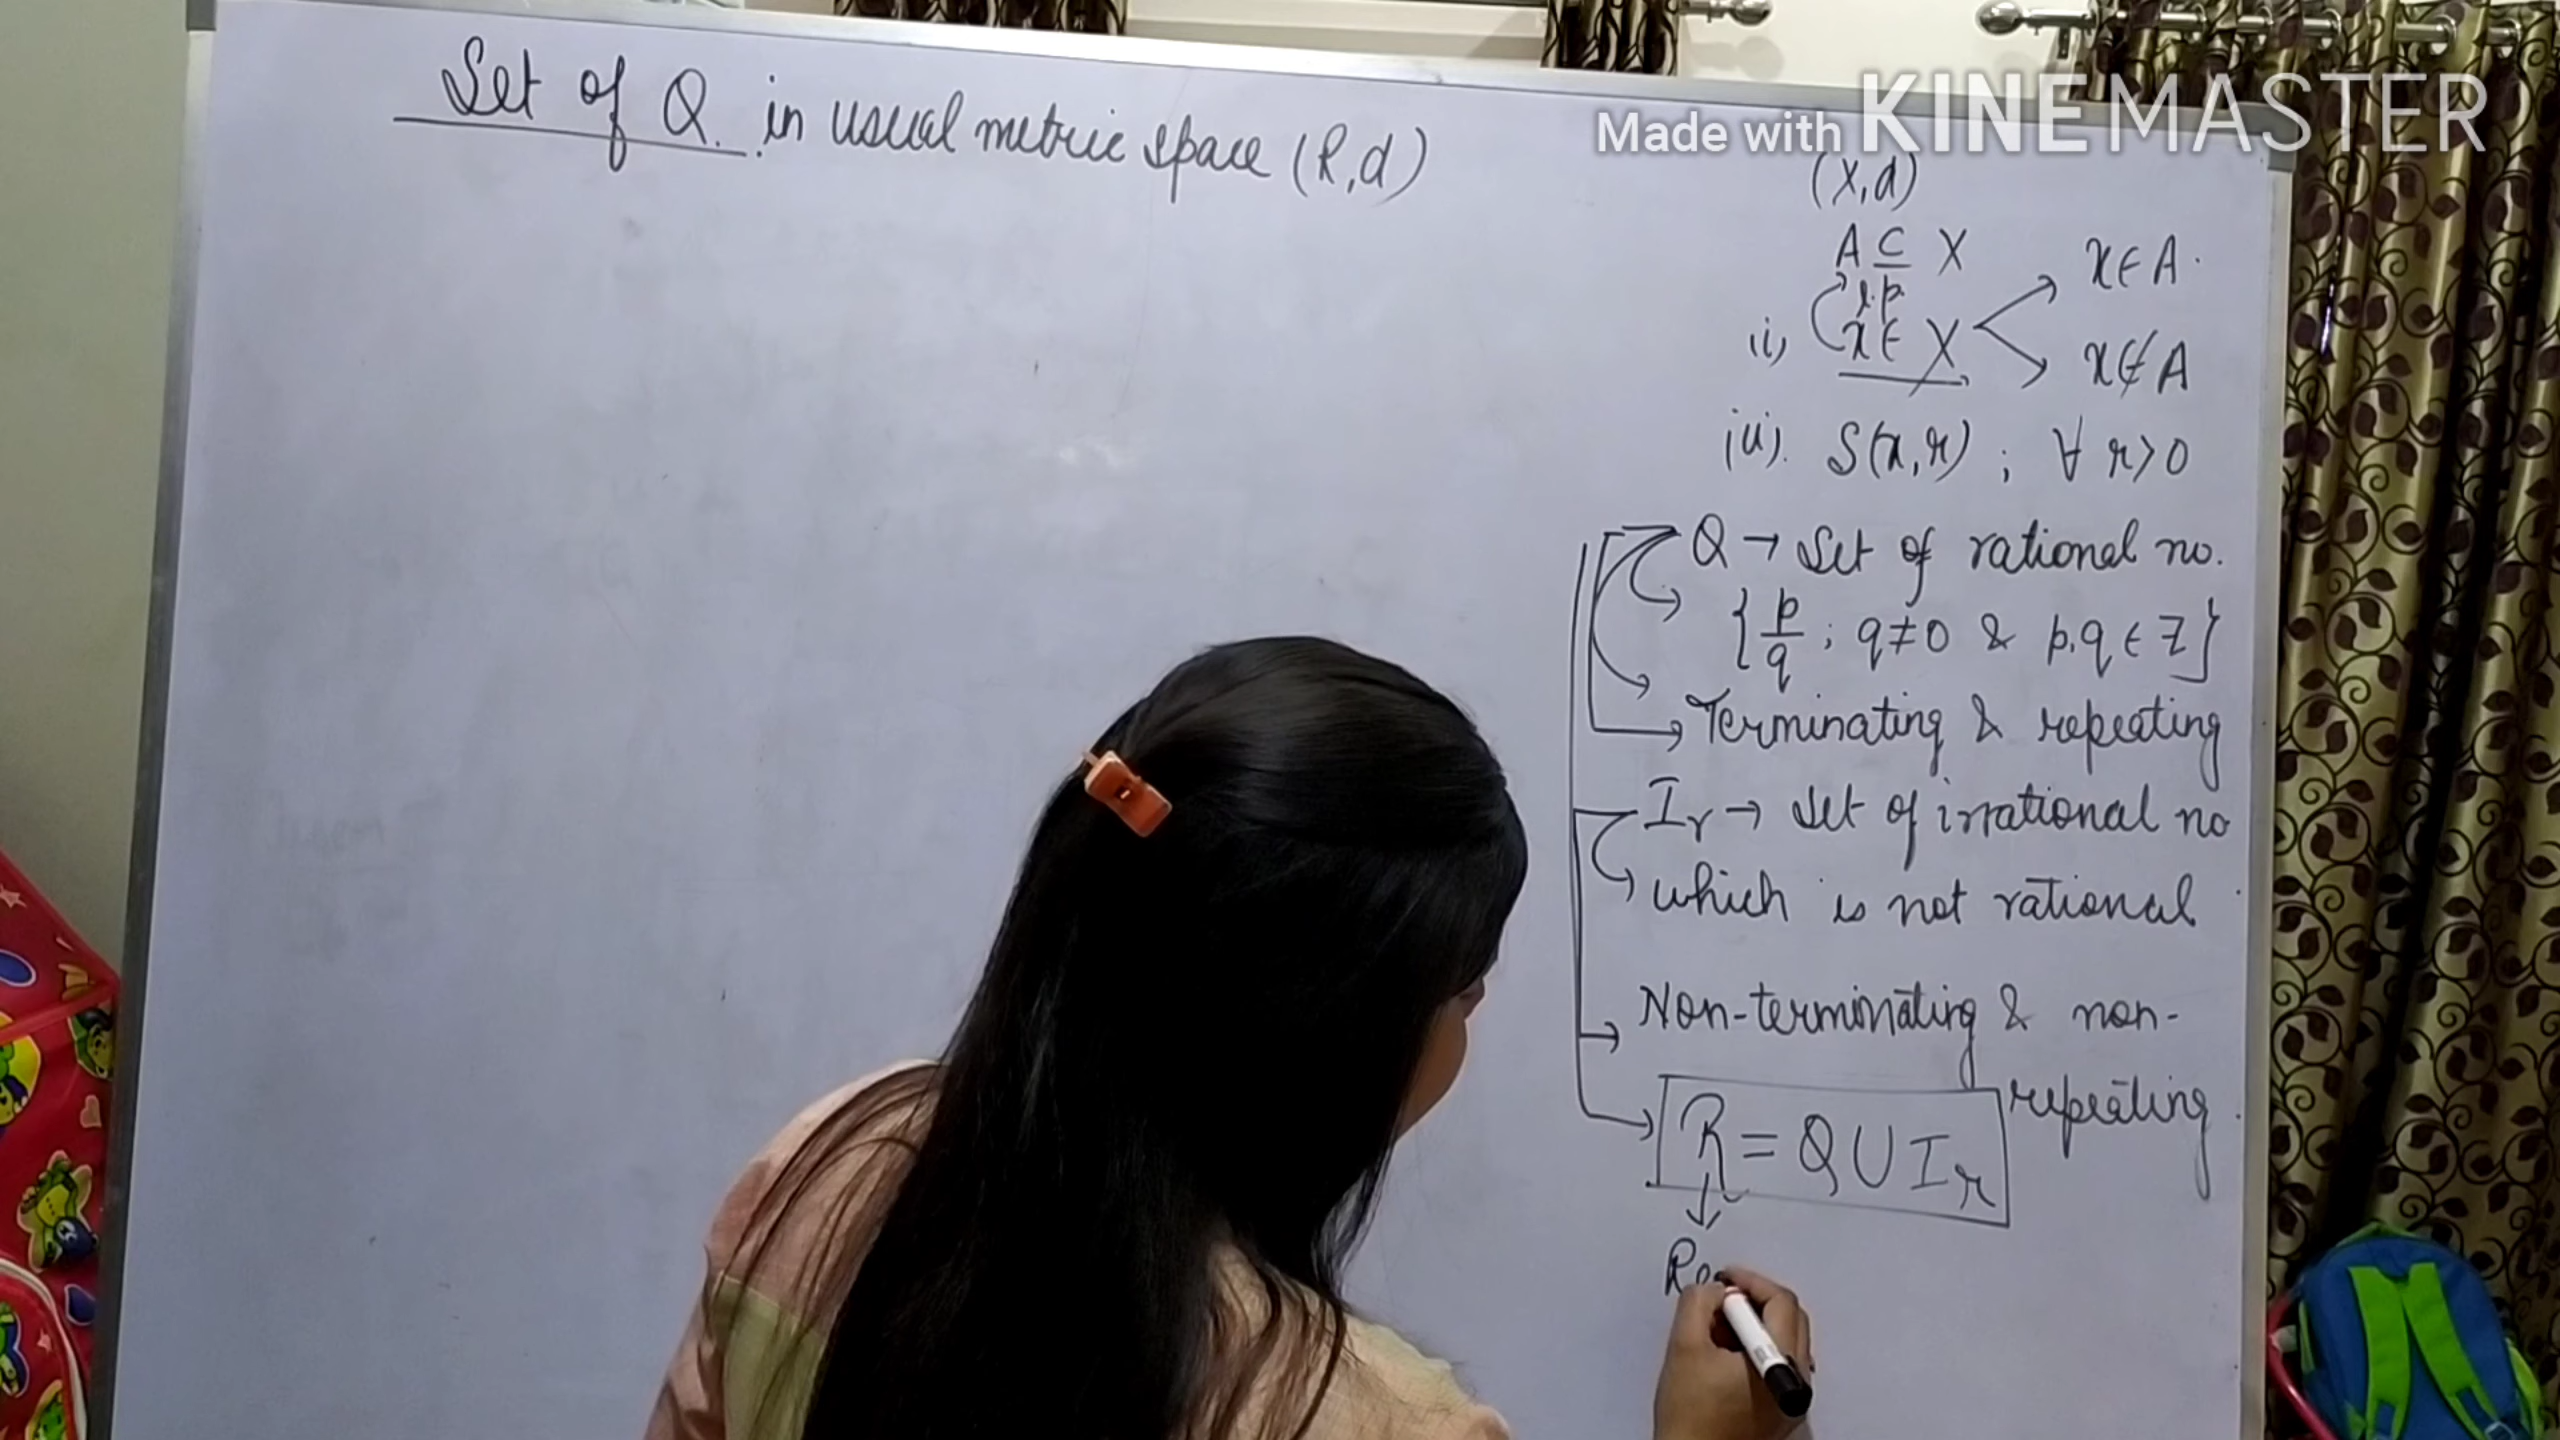 Set of Q. in usual metric space (R,d)
Made with KINEMASTER
(X,d)
A ⊆ X
l.p.
i) x ∈ X
x ∈ A.
x ∉ A
ii). S(x,r) ; ∀ r>0
Q → Set of rational no.
{p/q ; q≠0 & p,q ∈ Z}
Terminating & repeating
Ir → Set of irrational no
which is not rational
Non-terminating & non-
repeating.
R = Q ∪ Ir
Re